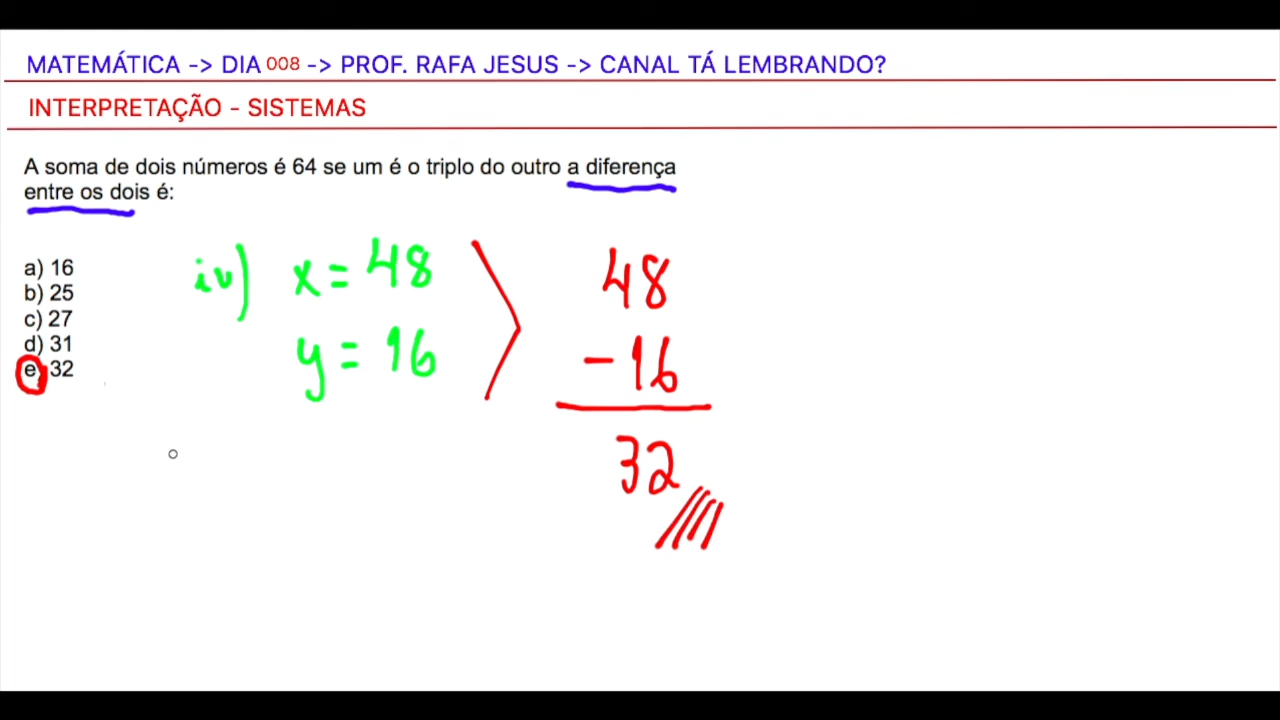 MATEMÁTICA -> DIA 008 -> PROF. RAFA JESUS -> CANAL TÁ LEMBRANDO?
INTERPRETAÇÃO - SISTEMAS
A soma de dois números é 64 se um é o triplo do outro a diferença
entre os dois é:
a) 16
b) 25
c) 27
d) 31
e) 32
iv) x = 48
y = 16
48
- 16
32